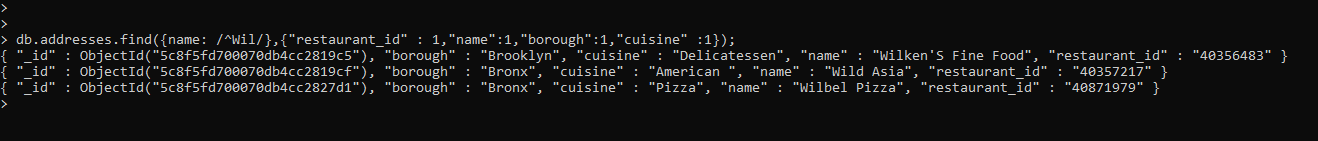 >
>
> db.addresses.find({name: /^Wil/},{"restaurant_id" : 1,"name":1,"borough":1,"cuisine" :1});
{ "_id" : ObjectId("5c8f5fd700070db4cc2819c5"), "borough" : "Brooklyn", "cuisine" : "Delicatessen", "name" : "Wilken'S Fine Food", "restaurant_id" : "40356483" }
{ "_id" : ObjectId("5c8f5fd700070db4cc2819cf"), "borough" : "Bronx", "cuisine" : "American ", "name" : "Wild Asia", "restaurant_id" : "40357217" }
{ "_id" : ObjectId("5c8f5fd700070db4cc2827d1"), "borough" : "Bronx", "cuisine" : "Pizza", "name" : "Wilbel Pizza", "restaurant_id" : "40871979" }
>